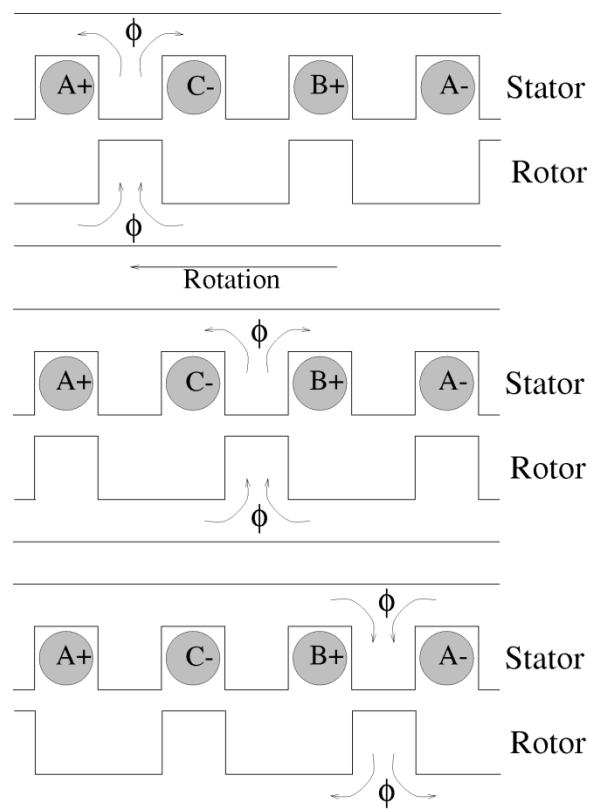 ϕ
A+ C- B+ A- Stator
Rotor
ϕ
Rotation
ϕ
A+ C- B+ A- Stator
Rotor
ϕ
ϕ
A+ C- B+ A- Stator
Rotor
ϕ